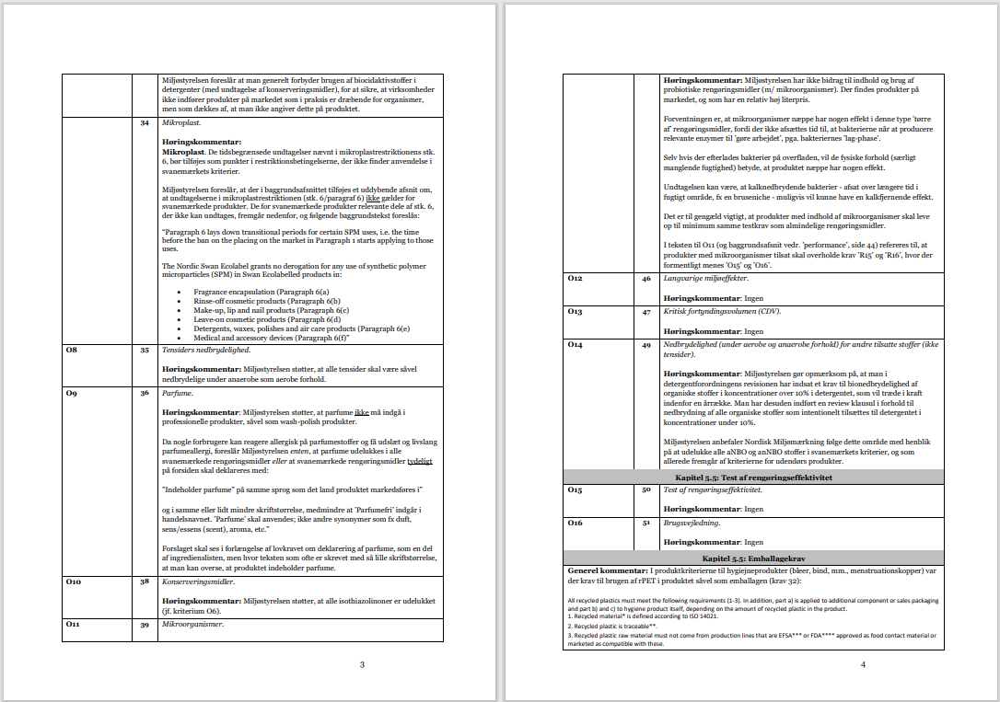 Miljøstyrelsen foreslår at man generelt forbyder brugen af biocidaktivstoffer i
detergenter (med undtagelse af konserveringsmidler), for at sikre, at virksomheder
ikke indfører produkter på markedet som i praksis er dræbende for organismer,
men som dækkes af, at man ikke angiver dette på produktet.
34 Mikroplast.
Høringskommentar:
Mikroplast. De tidsbegrænsede undtagelser nævnt i mikroplastrestriktionens stk.
6, bør tilføjes som punkter i restriktionsbetingelserne, der ikke finder anvendelse i
svanemærkets kriterier.
Miljøstyrelsen foreslår, at der i baggrundsafsnittet tilføjes et uddybende afsnit om,
at undtagelserne i mikroplastrestriktionen (stk. 6/paragraf 6) ikke gælder for
svanemærkede produkter. De for svanemærkede produkter relevante dele af stk. 6,
der ikke kan undtages, fremgår nedenfor, og følgende baggrundstekst foreslås:
"Paragraph 6 lays down transitional periods for certain SPM uses, i.e. the time
before the ban on the placing on the market in Paragraph 1 starts applying to those
uses.
The Nordic Swan Ecolabel grants no derogation for any use of synthetic polymer
microparticles (SPM) in Swan Ecolabelled products in:
• Fragrance encapsulation (Paragraph 6(a)
• Rinse-off cosmetic products (Paragraph 6(b)
• Make-up, lip and nail products (Paragraph 6(c)
• Leave-on cosmetic products (Paragraph 6(d)
• Detergents, waxes, polishes and air care products (Paragraph 6(e)
• Medical and accessory devices (Paragraph 6(f)"
O8 35 Tensiders nedbrydelighed.
Høringskommentar: Miljøstyrelsen støtter, at alle tensider skal være såvel
nedbrydelige under anaerobe som aerobe forhold.
O9 36 Parfume.
Høringskommentar: Miljøstyrelsen støtter, at parfume ikke må indgå i
professionelle produkter, såvel som wash-polish produkter.
Da nogle forbrugere kan reagere allergisk på parfumestoffer og få udslæt og livslang
parfumeallergi, foreslår Miljøstyrelsen enten, at parfume udelukkes i alle
svanemærkede rengøringsmidler eller at svanemærkede rengøringsmidler tydeligt
på forsiden skal deklareres med:
"Indeholder parfume" på samme sprog som det land produktet markedsføres i"
og i samme eller lidt mindre skriftstørrelse, medmindre at 'Parfumefri' indgår i
handelsnavnet. 'Parfume' skal anvendes; ikke andre synonymer som fx duft,
sens/essens (scent), aroma, etc."
Forslaget skal ses i forlængelse af lovkravet om deklarering af parfume, som en del
af ingredienslisten, men hvor teksten som ofte er skrevet med så lille skriftstørrelse,
at man kan overse, at produktet indeholder parfume.
O10 38 Konserveringsmidler.
Høringskommentar: Miljøstyrelsen støtter, at alle isothiazolinoner er udelukket
(jf. kriterium O6).
O11 39 Mikroorganismer.
3
Høringskommentar: Miljøstyrelsen har ikke bidrag til indhold og brug af
probiotiske rengøringsmidler (m/ mikroorganismer). Der findes produkter på
markedet, og som har en relativ høj literpris.
Forventningen er, at mikroorganismer næppe har nogen effekt i denne type 'tørre
af' rengøringsmidler, fordi der ikke afsættes tid til, at bakterierne når at producere
relevante enzymer til 'gøre arbejdet', pga. bakteriernes 'lag-phase'.
Selv hvis der efterlades bakterier på overfladen, vil de fysiske forhold (særligt
manglende fugtighed) betyde, at produktet næppe har nogen effekt.
Undtagelsen kan være, at kalknedbrydende bakterier - afsat over længere tid i
fugtigt område, fx en bruseniche - muligvis vil kunne have en kalkfjernende effekt.
Det er til gengæld vigtigt, at produkter med indhold af mikroorganismer skal leve
op til minimum samme testkrav som almindelige rengøringsmidler.
I teksten til O11 (og baggrundsafsnit vedr. 'performance', side 44) refereres til, at
produkter med mikroorganismer tilsat skal overholde krav 'R15' og 'R16', hvor der
formentligt menes 'O15' og 'O16'.
O12 46 Langvarige miljøeffekter.
Høringskommentar: Ingen
O13 47 Kritisk fortyndingsvolumen (CDV).
Høringskommentar: Ingen
O14 49 Nedbrydelighed (under aerobe og anaerobe forhold) for andre tilsatte stoffer (ikke
tensider).
Høringskommentar: Miljøstyrelsen gør opmærksom på, at man i
detergentforordningens revisionen har indsat et krav til bionedbrydelighed af
organiske stoffer i koncentrationer over 10% i detergentet, som vil træde i kraft
indenfor en årrække. Man har desuden indført en review klausul i forhold til
nedbrydning af alle organiske stoffer som intentionelt tilsættes til detergentet i
koncentrationer under 10%.
Miljøstyrelsen anbefaler Nordisk Miljømærkning følge dette område med henblik
på at udelukke alle aNBO og anNBO stoffer i svanemærkets kriterier, og som
allerede fremgår af kriterierne for udendørs produkter.
Kapitel 5.5: Test af rengøringseffektivitet
O15 50 Test af rengøringseffektivitet.
Høringskommentar: Ingen
O16 51 Brugsvejledning.
Høringskommentar: Ingen
Kapitel 5.5: Emballagekrav
Generel kommentar: I produktkriterierne til hygiejneprodukter (bleer, bind, mm., menstruationskopper) var
der krav til brugen af rPET i produktet såvel som emballagen (krav 32):
All recycled plastics must meet the following requirements (1-3). In addition, part a) is applied to additional component or sales packaging
and part b) and c) to hygiene product itself, depending on the amount of recycled plastic in the product.
1. Recycled material* is defined according to ISO 14021.
2. Recycled plastic is traceable**.
3. Recycled plastic raw material must not come from production lines that are EFSA*** or FDA**** approved as food contact material or
marketed as compatible with these.
4